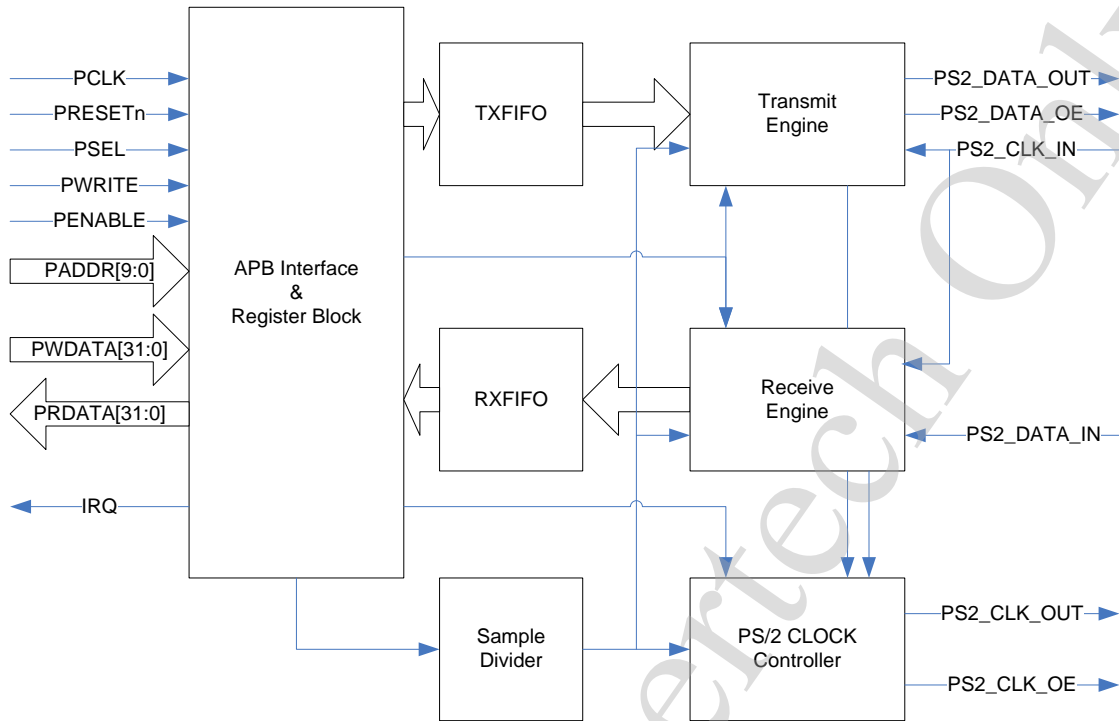 PCLK
PRESETn
PSEL
PWRITE
PENABLE
PADDR[9:0]
PWDATA[31:0]
PRDATA[31:0]
IRQ
APB Interface
&
Register Block
TXFIFO
RXFIFO
Sample
Divider
Transmit
Engine
Receive
Engine
PS/2 CLOCK
Controller
PS2_DATA_OUT
PS2_DATA_OE
PS2_CLK_IN
PS2_DATA_IN
PS2_CLK_OUT
PS2_CLK_OE